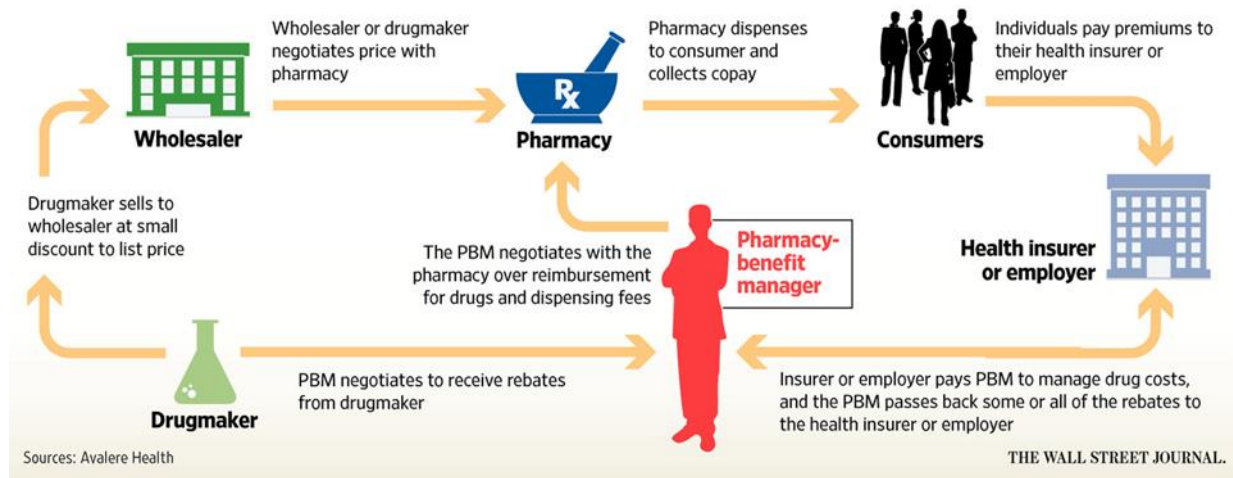 Wholesaler or drugmaker
negotiates price with
pharmacy
Pharmacy dispenses
to consumer and
collects copay
Individuals pay premiums to
their health insurer or
employer
Rx
Wholesaler
Pharmacy
Consumers
Drugmaker sells to
wholesaler at small
discount to list price
The PBM negotiates with the
pharmacy over reimbursement
for drugs and dispensing fees
Pharmacy-
benefit
manager
Health insurer
or employer
PBM negotiates to receive rebates
from drugmaker
Insurer or employer pays PBM to manage drug costs,
and the PBM passes back some or all of the rebates to
the health insurer or employer
Drugmaker
Sources: Avalere Health
THE WALL STREET JOURNAL.